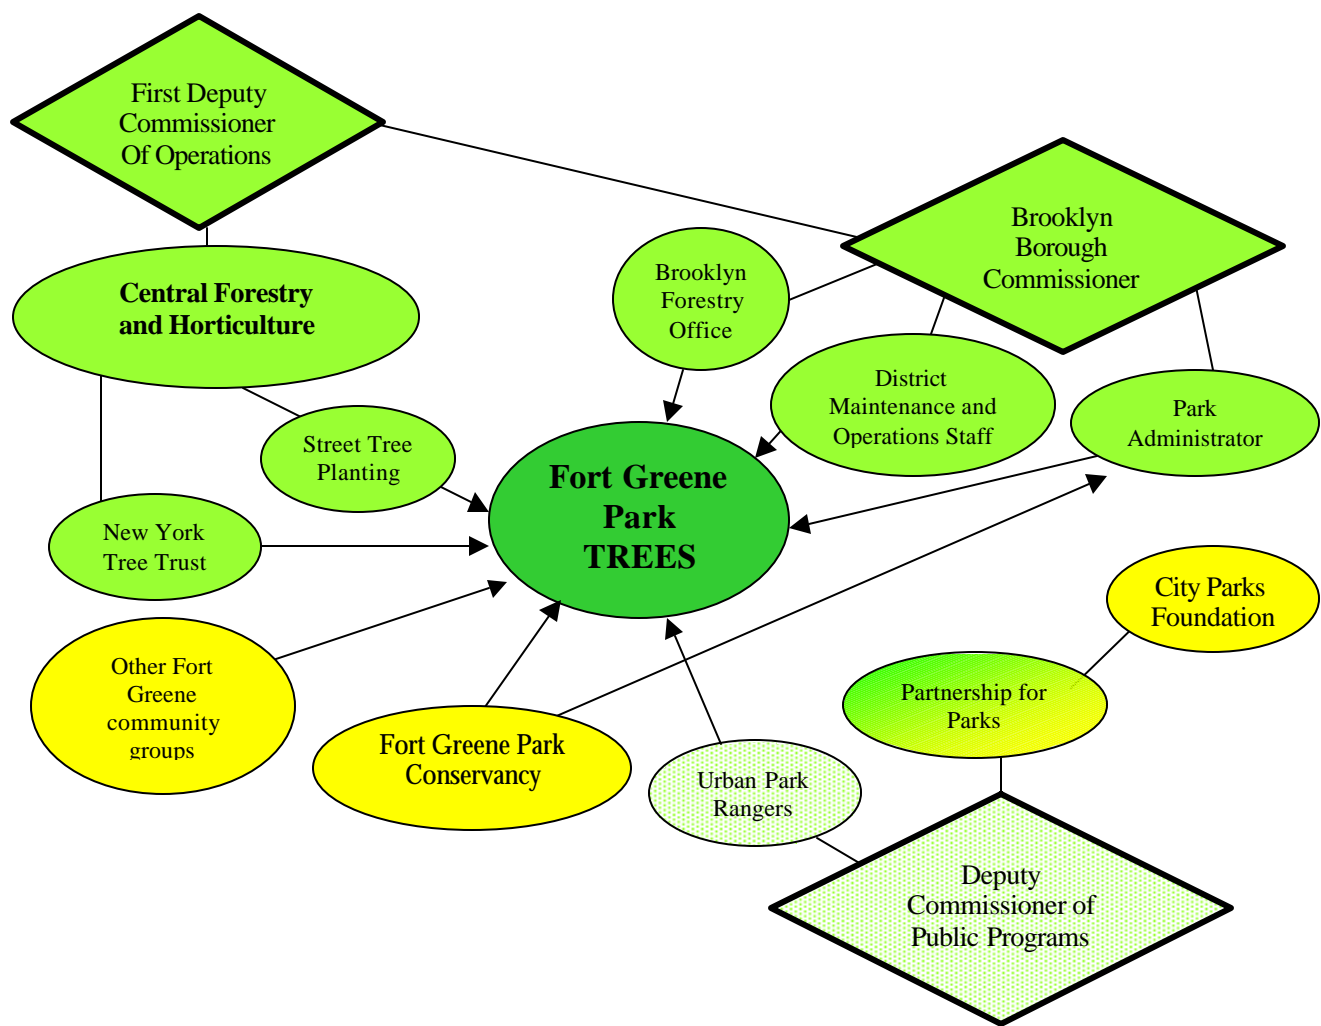 First Deputy
Commissioner
Of Operations
Brooklyn
Borough
Commissioner
Brooklyn
Forestry
Office
Central Forestry
and Horticulture
District
Maintenance and
Operations Staff
Park
Administrator
Street Tree
Planting
Fort Greene
Park
TREES
New York
Tree Trust
City Parks
Foundation
Other Fort
Greene
community
groups
Partnership for
Parks
Fort Greene Park
Conservancy
Urban Park
Rangers
Deputy
Commissioner of
Public Programs